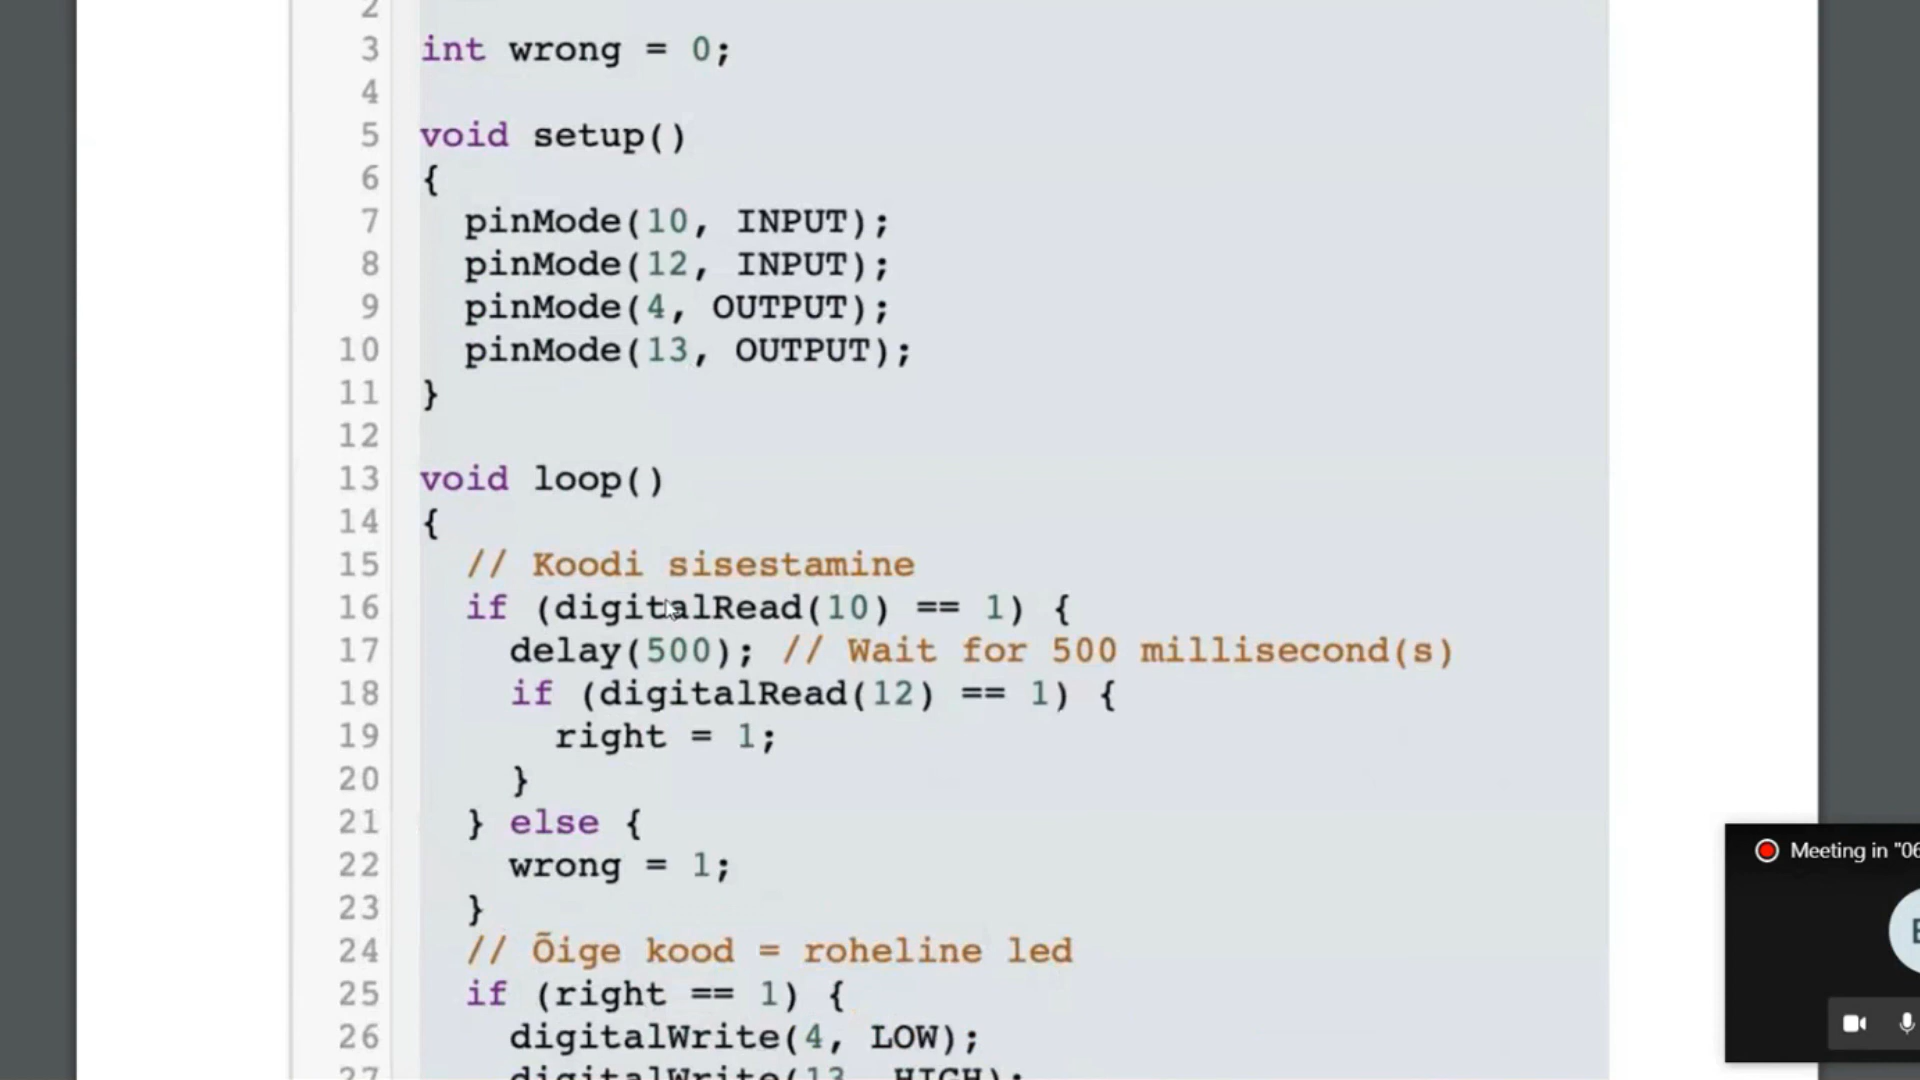 2
3 int wrong = 0;
4
5 void setup()
6 {
7 pinMode(10, INPUT);
8 pinMode(12, INPUT);
9 pinMode(4, OUTPUT);
10 pinMode(13, OUTPUT);
11 }
12
13 void loop()
14 {
15 // Koodi sisestamine
16 if (digitalRead(10) == 1) {
17 delay(500); // Wait for 500 millisecond(s)
18 if (digitalRead(12) == 1) {
19 right = 1;
20 }
21 } else {
22 wrong = 1;
23 }
24 // Õige kood = roheline led
25 if (right == 1) {
26 digitalWrite(4, LOW);
27 digitalWrite(13, HIGH);
Meeting in "06